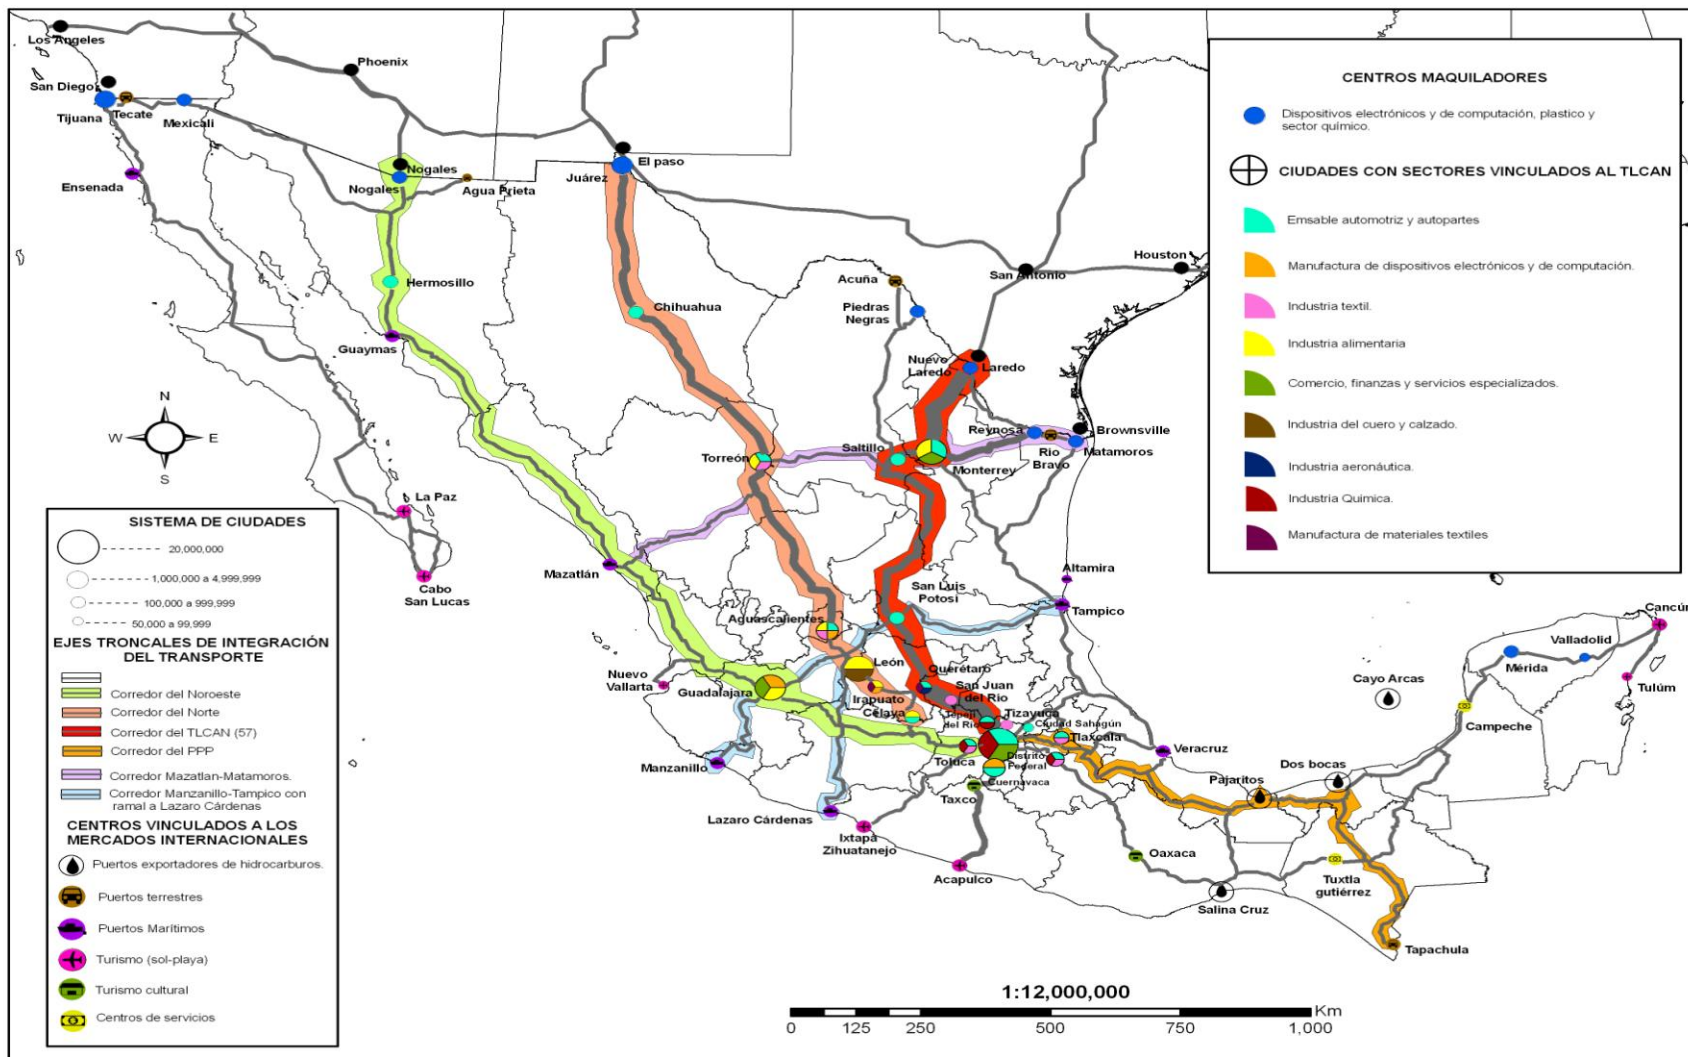 Los Angeles
Phoenix
San Diego
Tijuana
Tecate
Mexicali
Ensenada
Nogales
Nogales
Agua Prieta
El paso
Juárez
Hermosillo
Guaymas
Chihuahua
Acuña
Piedras
Negras
San Antonio
Houston
Nuevo
Laredo
Laredo
Reynosa
Rio
Bravo
Brownsville
Matamoros
Saltillo
Monterrey
Torreón
La Paz
Cabo
San Lucas
Mazatlán
Altamira
Tampico
San Luis
Potosí
Aguascalientes
León
Nuevo
Vallarta
Guadalajara
Irapuato
Celaya
Querétaro
San Juan
del Rio
Tepeji
del Rio
Tizayuca
Ciudad Sahagún
Tlaxcala
Toluca
Distrito
Federal
Cuernavaca
Taxco
Manzanillo
Lazaro Cárdenas
Ixtapa
Zihuatanejo
Acapulco
Veracruz
Pajaritos
Dos bocas
Oaxaca
Salina Cruz
Tuxtla
gutiérrez
Tapachula
Cayo Arcas
Campeche
Mérida
Valladolid
Cancún
Tulúm
N
W
E
S
CENTROS MAQUILADORES
Dispositivos electrónicos y de computación, plastico y
sector químico.
CIUDADES CON SECTORES VINCULADOS AL TLCAN
Emsable automotriz y autopartes
Manufactura de dispositivos electrónicos y de computación.
Industria textil.
Industria alimentaria
Comercio, finanzas y servicios especializados.
Industria del cuero y calzado.
Industria aeronáutica.
Industria Quimica.
Manufactura de materiales textiles
SISTEMA DE CIUDADES
20,000,000
1,000,000 a 4,999,999
100,000 a 999,999
50,000 a 99,999
EJES TRONCALES DE INTEGRACIÓN
DEL TRANSPORTE
Corredor del Noroeste
Corredor del Norte
Corredor del TLCAN (57)
Corredor del PPP
Corredor Mazatlan-Matamoros.
Corredor Manzanillo-Tampico con
ramal a Lazaro Cárdenas
CENTROS VINCULADOS A LOS
MERCADOS INTERNACIONALES
Puertos exportadores de hidrocarburos.
Puertos terrestres
Puertos Marítimos
Turismo (sol-playa)
Turismo cultural
Centros de servicios
1:12,000,000
Km
0 125 250 500 750 1,000